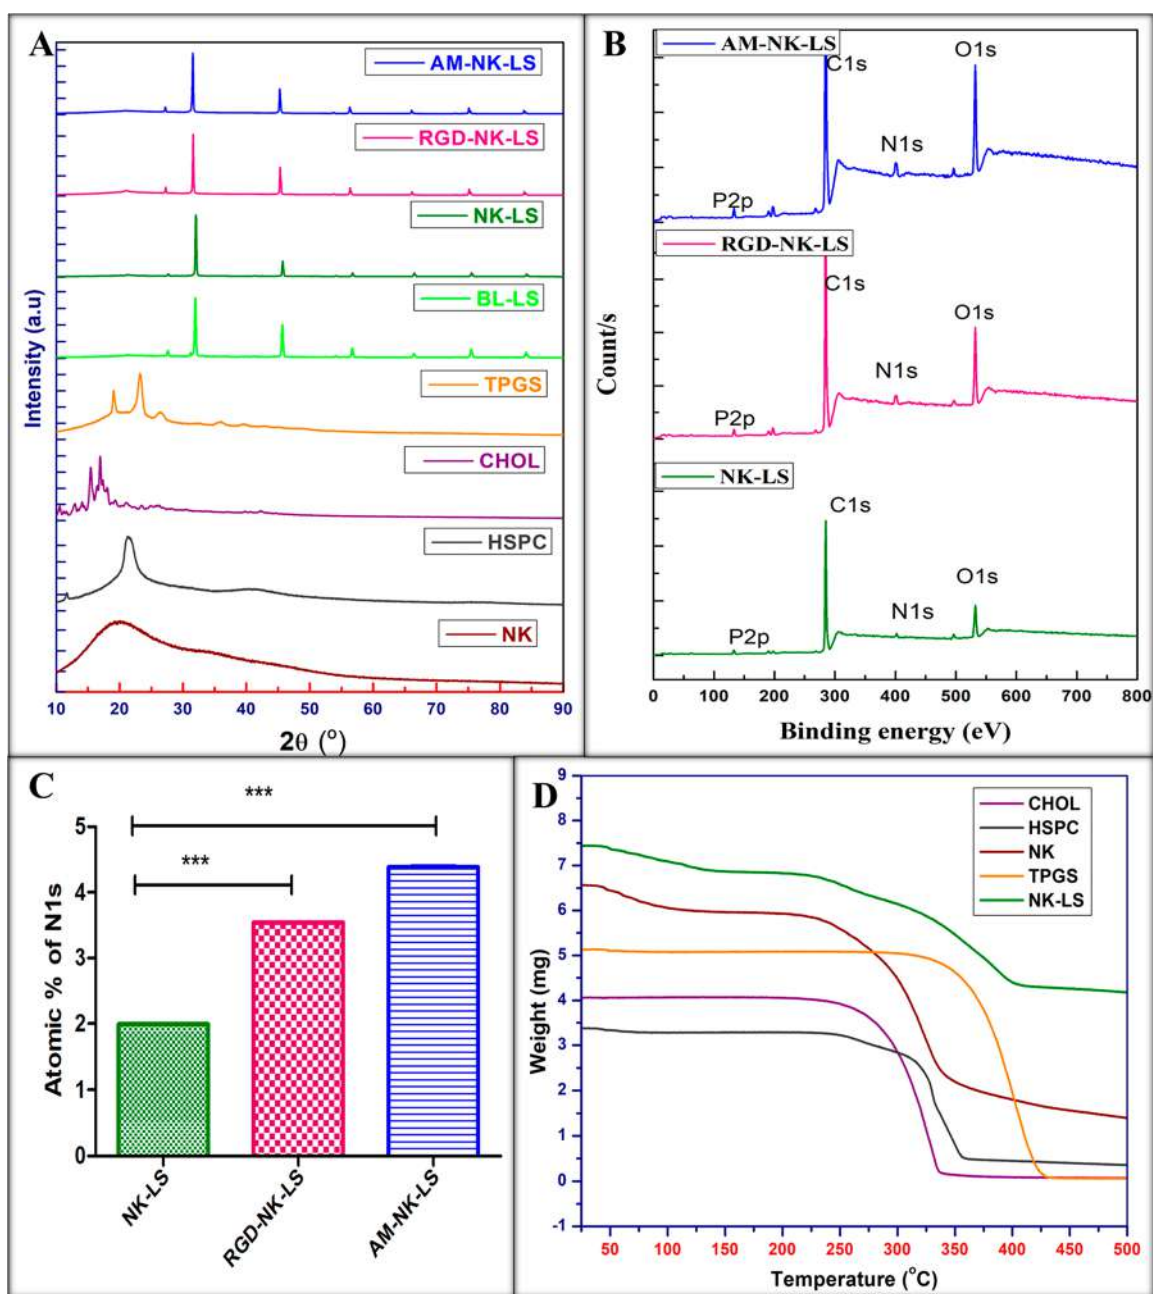 A
AM-NK-LS
RGD-NK-LS
NK-LS
BL-LS
TPGS
CHOL
HSPC
NK
Intensity (a.u)
10 20 30 40 50 60 70 80 90
2θ (°)
B
AM-NK-LS
C1s
O1s
N1s
P2p
RGD-NK-LS
C1s
O1s
N1s
P2p
NK-LS
C1s
O1s
N1s
P2p
Count/s
0 100 200 300 400 500 600 700 800
Binding energy (eV)
C
***
***
5
4
3
2
1
0
Atomic % of N1s
NK-LS
RGD-NK-LS
AM-NK-LS
D
CHOL
HSPC
NK
TPGS
NK-LS
9
8
7
6
5
4
3
2
1
0
-1
Weight (mg)
50 100 150 200 250 300 350 400 450 500
Temperature (°C)